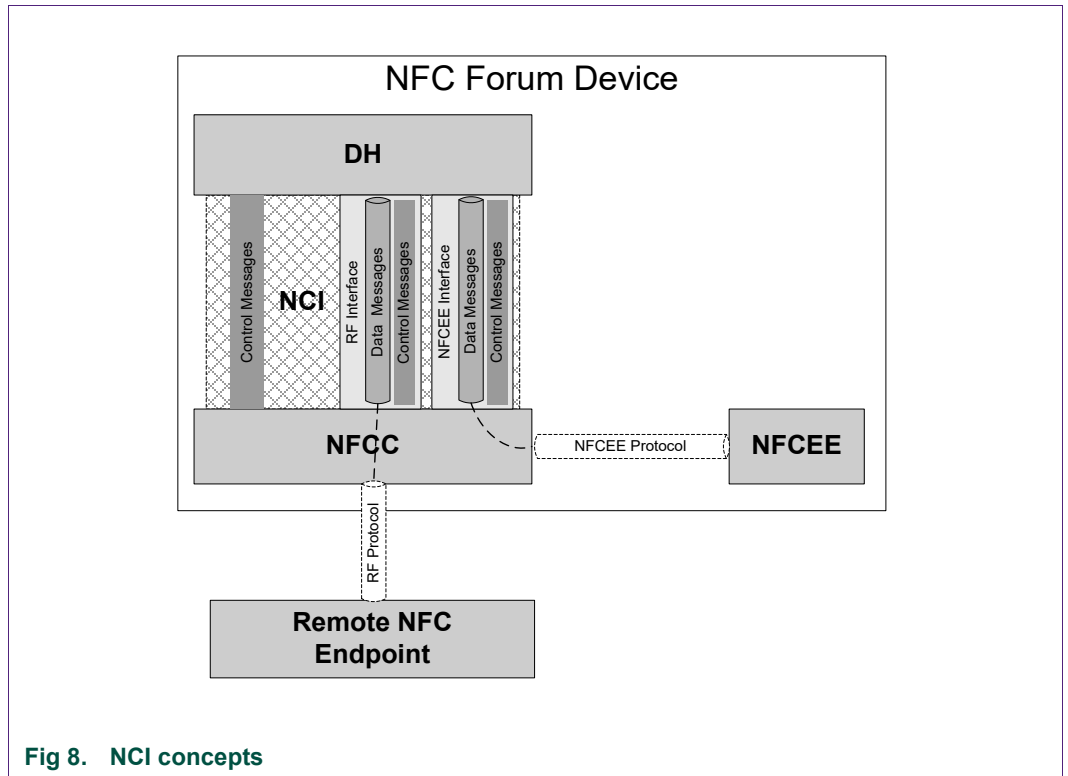 NFC Forum Device
DH
Control Messages
NCI
RF Interface
Data Messages
Control Messages
NFCEE Interface
Data Messages
Control Messages
NFCC
NFCEE Protocol
NFCEE
RF Protocol
Remote NFC
Endpoint
Fig 8. NCI concepts